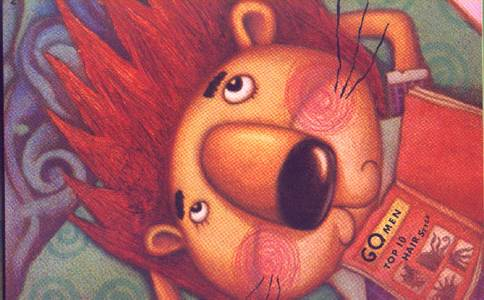 GQ MEN
TOP 10
HAIR STYLE